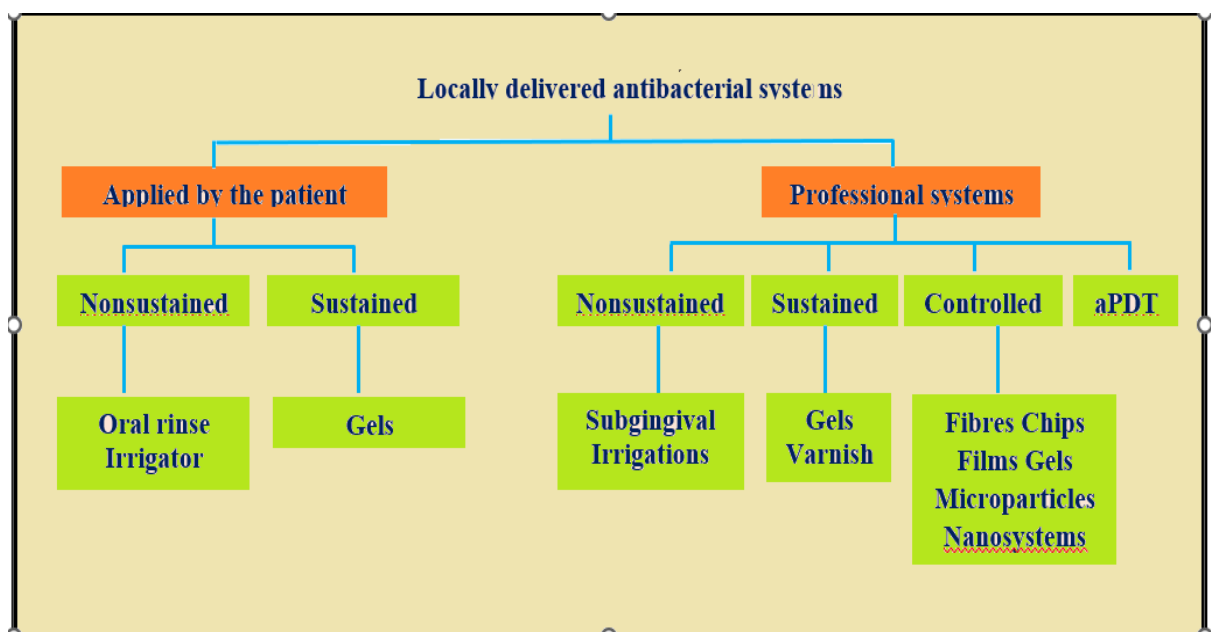 Locally delivered antibacterial systems
Applied by the patient
Professional systems
Nonsustained
Sustained
Nonsustained
Sustained
Controlled
aPDT
Oral rinse
Irrigator
Gels
Subgingival
Irrigations
Gels
Varnish
Fibres Chips
Films Gels
Microparticles
Nanosystems